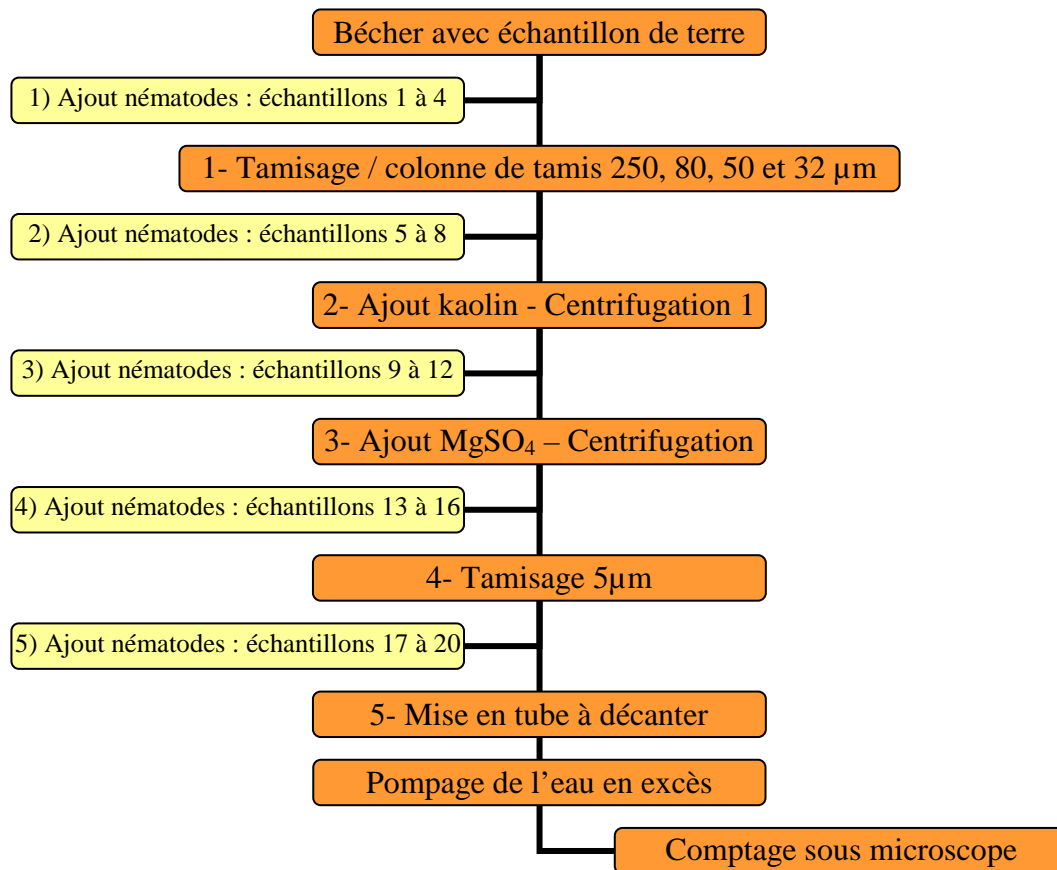 Bécher avec échantillon de terre
1) Ajout nématodes : échantillons 1 à 4
1- Tamisage / colonne de tamis 250, 80, 50 et 32 µm
2) Ajout nématodes : échantillons 5 à 8
2- Ajout kaolin - Centrifugation 1
3) Ajout nématodes : échantillons 9 à 12
3- Ajout MgSO₄ – Centrifugation
4) Ajout nématodes : échantillons 13 à 16
4- Tamisage 5µm
5) Ajout nématodes : échantillons 17 à 20
5- Mise en tube à décanter
Pompage de l’eau en excès
Comptage sous microscope